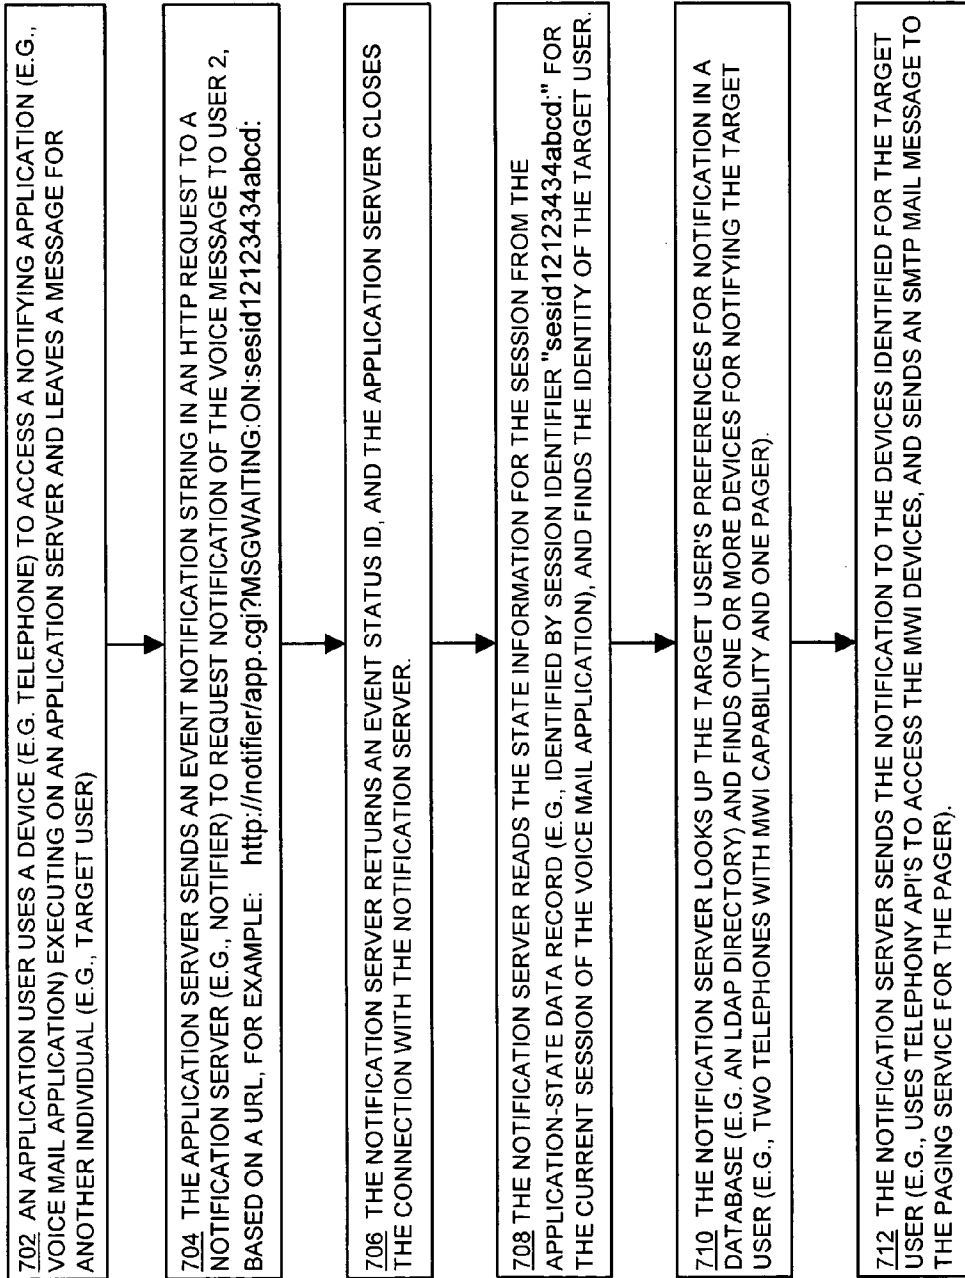 702 AN APPLICATION USER USES A DEVICE (E.G. TELEPHONE) TO ACCESS A NOTIFYING APPLICATION (E.G.,
VOICE MAIL APPLICATION) EXECUTING ON AN APPLICATION SERVER AND LEAVES A MESSAGE FOR
ANOTHER INDIVIDUAL (E.G., TARGET USER)
704 THE APPLICATION SERVER SENDS AN EVENT NOTIFICATION STRING IN AN HTTP REQUEST TO A
NOTIFICATION SERVER (E.G., NOTIFIER) TO REQUEST NOTIFICATION OF THE VOICE MESSAGE TO USER 2,
BASED ON A URL, FOR EXAMPLE: http://notifier/app.cgi?MSGWAITING:ON:sesid12123434abcd:
706 THE NOTIFICATION SERVER RETURNS AN EVENT STATUS ID, AND THE APPLICATION SERVER CLOSES
THE CONNECTION WITH THE NOTIFICATION SERVER.
708 THE NOTIFICATION SERVER READS THE STATE INFORMATION FOR THE SESSION FROM THE
APPLICATION-STATE DATA RECORD (E.G., IDENTIFIED BY SESSION IDENTIFIER "sesid12123434abcd:" FOR
THE CURRENT SESSION OF THE VOICE MAIL APPLICATION), AND FINDS THE IDENTITY OF THE TARGET USER.
710 THE NOTIFICATION SERVER LOOKS UP THE TARGET USER'S PREFERENCES FOR NOTIFICATION IN A
DATABASE (E.G. AN LDAP DIRECTORY) AND FINDS ONE OR MORE DEVICES FOR NOTIFYING THE TARGET
USER (E.G., TWO TELEPHONES WITH MWI CAPABILITY AND ONE PAGER).
712 THE NOTIFICATION SERVER SENDS THE NOTIFICATION TO THE DEVICES IDENTIFIED FOR THE TARGET
USER (E.G., USES TELEPHONY API'S TO ACCESS THE MWI DEVICES, AND SENDS AN SMTP MAIL MESSAGE TO
THE PAGING SERVICE FOR THE PAGER).